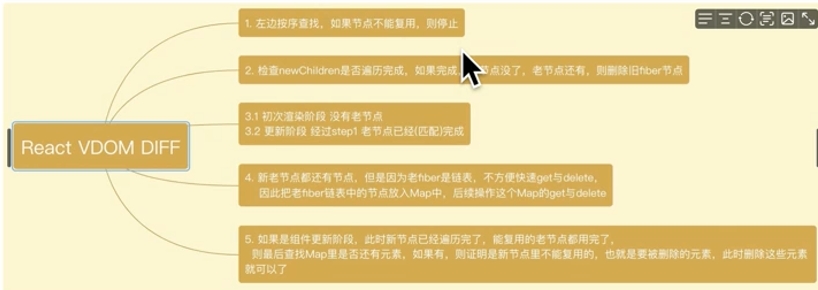 React VDOM DIFF
1. 左边按序查找，如果节点不能复用，则停止
2. 检查newChildren是否遍历完成，如果完成，节点没了，老节点还有，则删除旧fiber节点
3.1 初次渲染阶段 没有老节点
3.2 更新阶段 经过step1 老节点已经(匹配)完成
4. 新老节点都还有节点，但是因为老fiber是链表，不方便快速get与delete，
因此把老fiber链表中的节点放入Map中，后续操作这个Map的get与delete
5. 如果是组件更新阶段，此时新节点已经遍历完了，能复用的老节点都用完了，
则最后查找Map里是否还有元素，如果有，则证明是新节点里不能复用的，也就是要被删除的元素，此时删除这些元素
就可以了